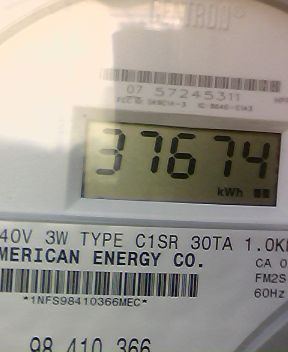 CENTRON®
07 57245311
37674
kWh
40V 3W TYPE C1SR 30TA 1.0K
MERICAN ENERGY CO.
CA 0
FM2S
60Hz
*1NFS98410366MEC*
98 410 366